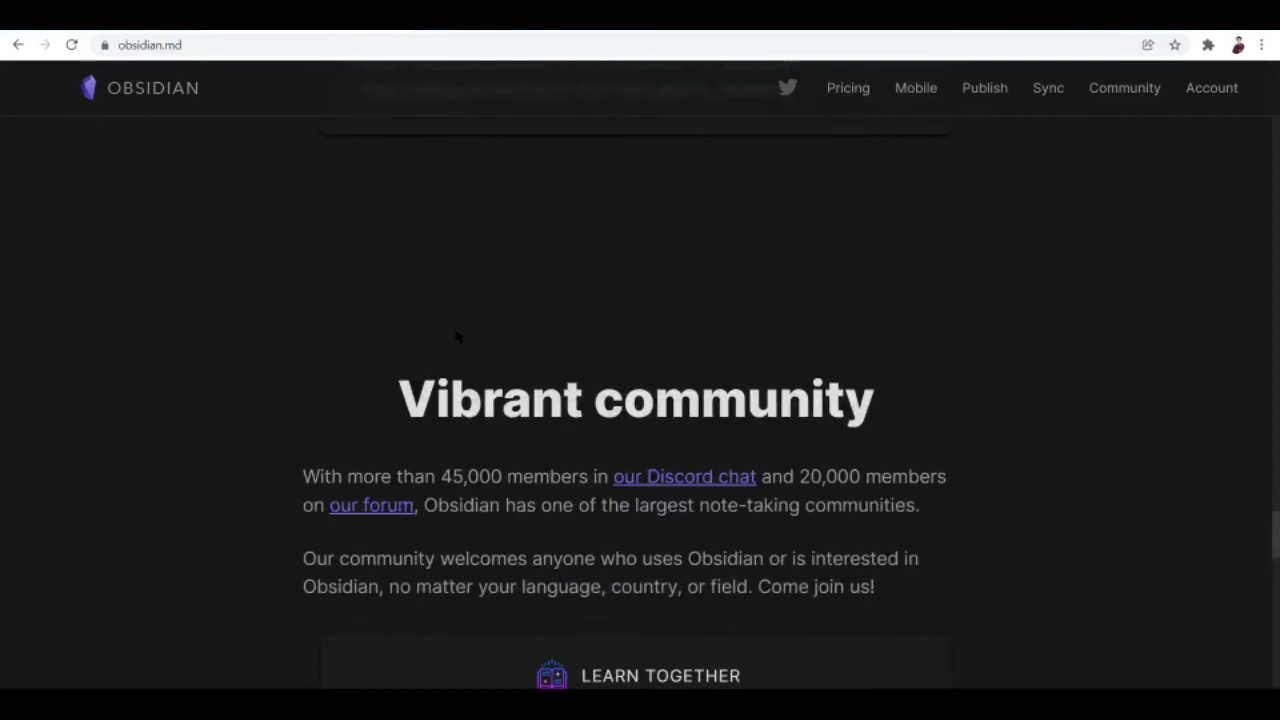 obsidian.md
OBSIDIAN
Pricing
Mobile
Publish
Sync
Community
Account
Vibrant community
With more than 45,000 members in our Discord chat and 20,000 members
on our forum, Obsidian has one of the largest note-taking communities.
Our community welcomes anyone who uses Obsidian or is interested in
Obsidian, no matter your language, country, or field. Come join us!
LEARN TOGETHER